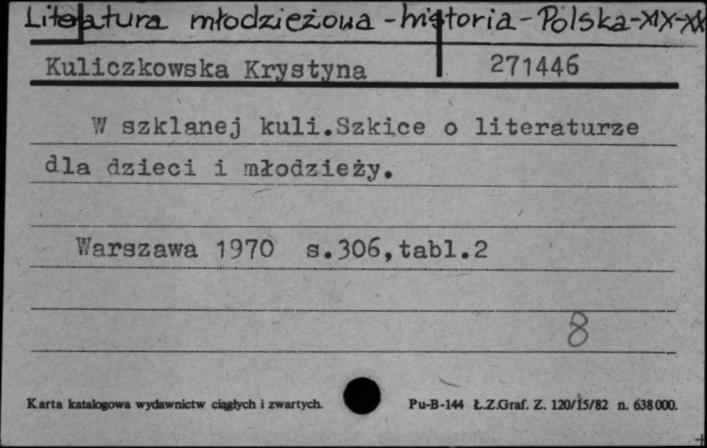 Literatura młodzieżowa - historia - Polska - XIX-XX
Kuliczkowska Krystyna 271446
W szklanej kuli.Szkice o literaturze
dla dzieci i młodzieży.
Warszawa 1970 s.306,tabl.2
8
Karta katalogowa wydawnictw ciągłych i zwartych. Pu-B-144 Ł.Z.Graf. Z. 120/15/82 n. 638000.